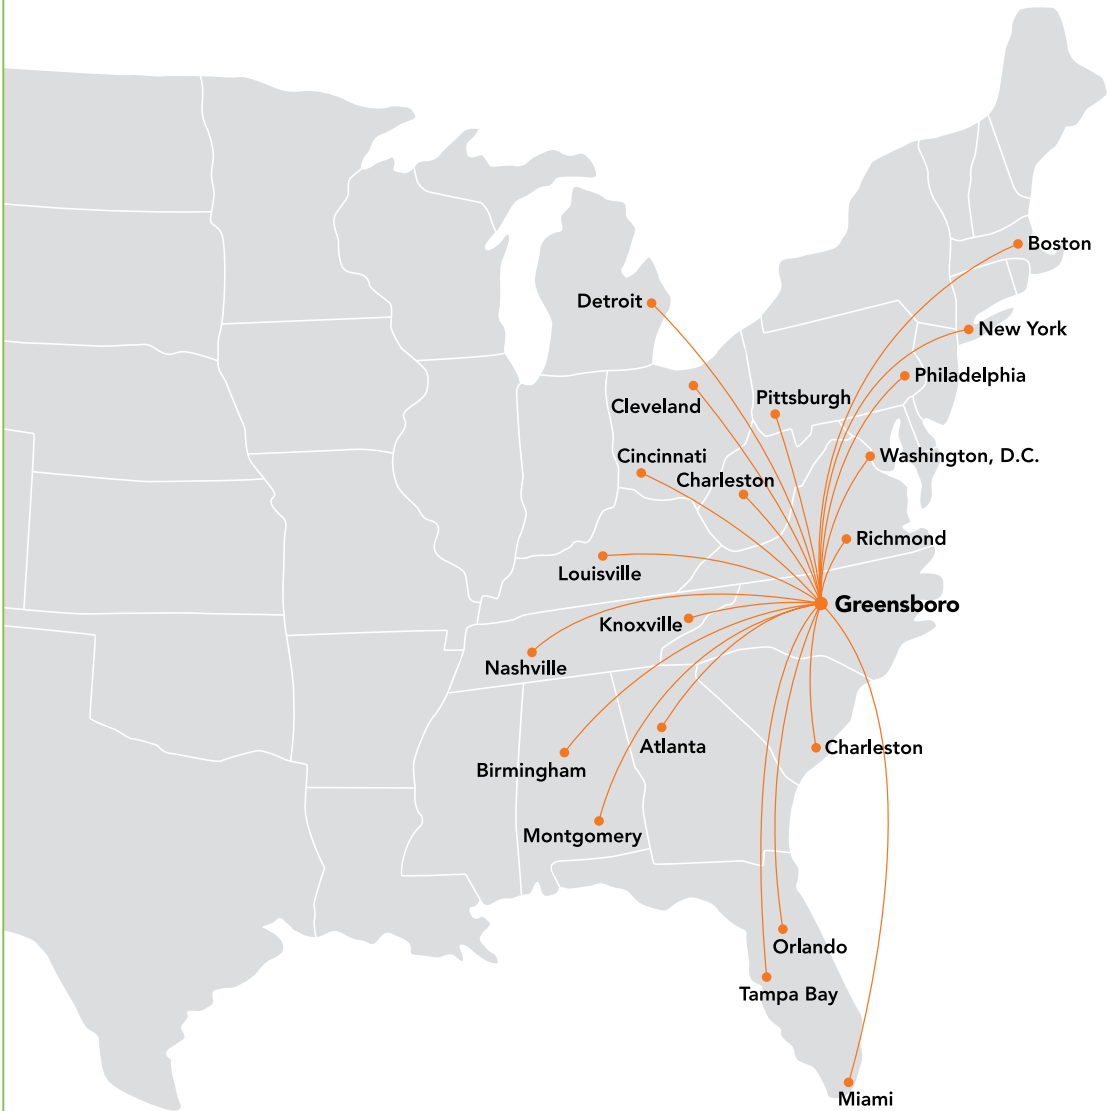 Boston
Detroit
New York
Philadelphia
Pittsburgh
Cleveland
Cincinnati
Washington, D.C.
Charleston
Richmond
Louisville
Greensboro
Knoxville
Nashville
Atlanta
Charleston
Birmingham
Montgomery
Orlando
Tampa Bay
Miami